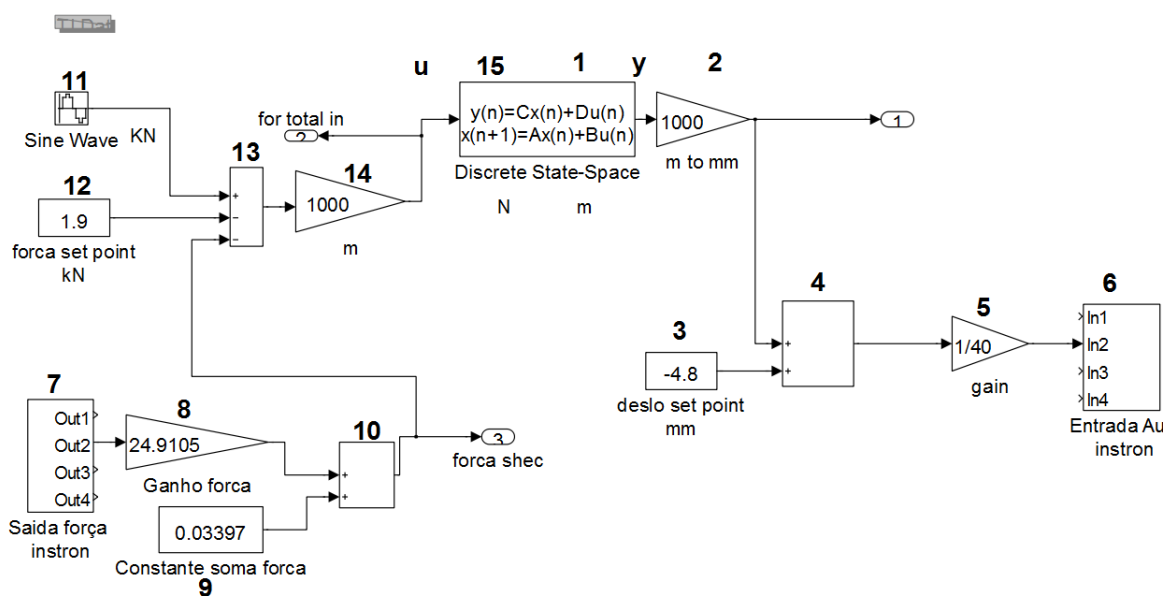 11
Sine Wave
KN
12
1.9
forca set point
kN
13
+
−
−
for total in
2
14
1000
m
u
15
1
y
y(n)=Cx(n)+Du(n)
x(n+1)=Ax(n)+Bu(n)
Discrete State-Space
N
m
2
1000
m to mm
1
3
-4.8
deslo set point
mm
4
+
+
5
1/40
gain
6
In1
In2
In3
In4
Entrada Au
instron
7
Out1
Out2
Out3
Out4
Saida força
instron
8
24.9105
Ganho forca
0.03397
Constante soma forca
9
10
+
+
3
forca shec